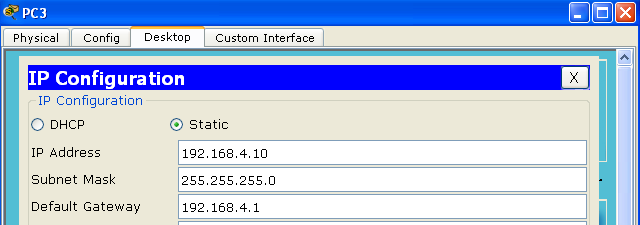 PC3
Physical Config Desktop Custom Interface
IP Configuration X
IP Configuration
DHCP Static
IP Address 192.168.4.10
Subnet Mask 255.255.255.0
Default Gateway 192.168.4.1